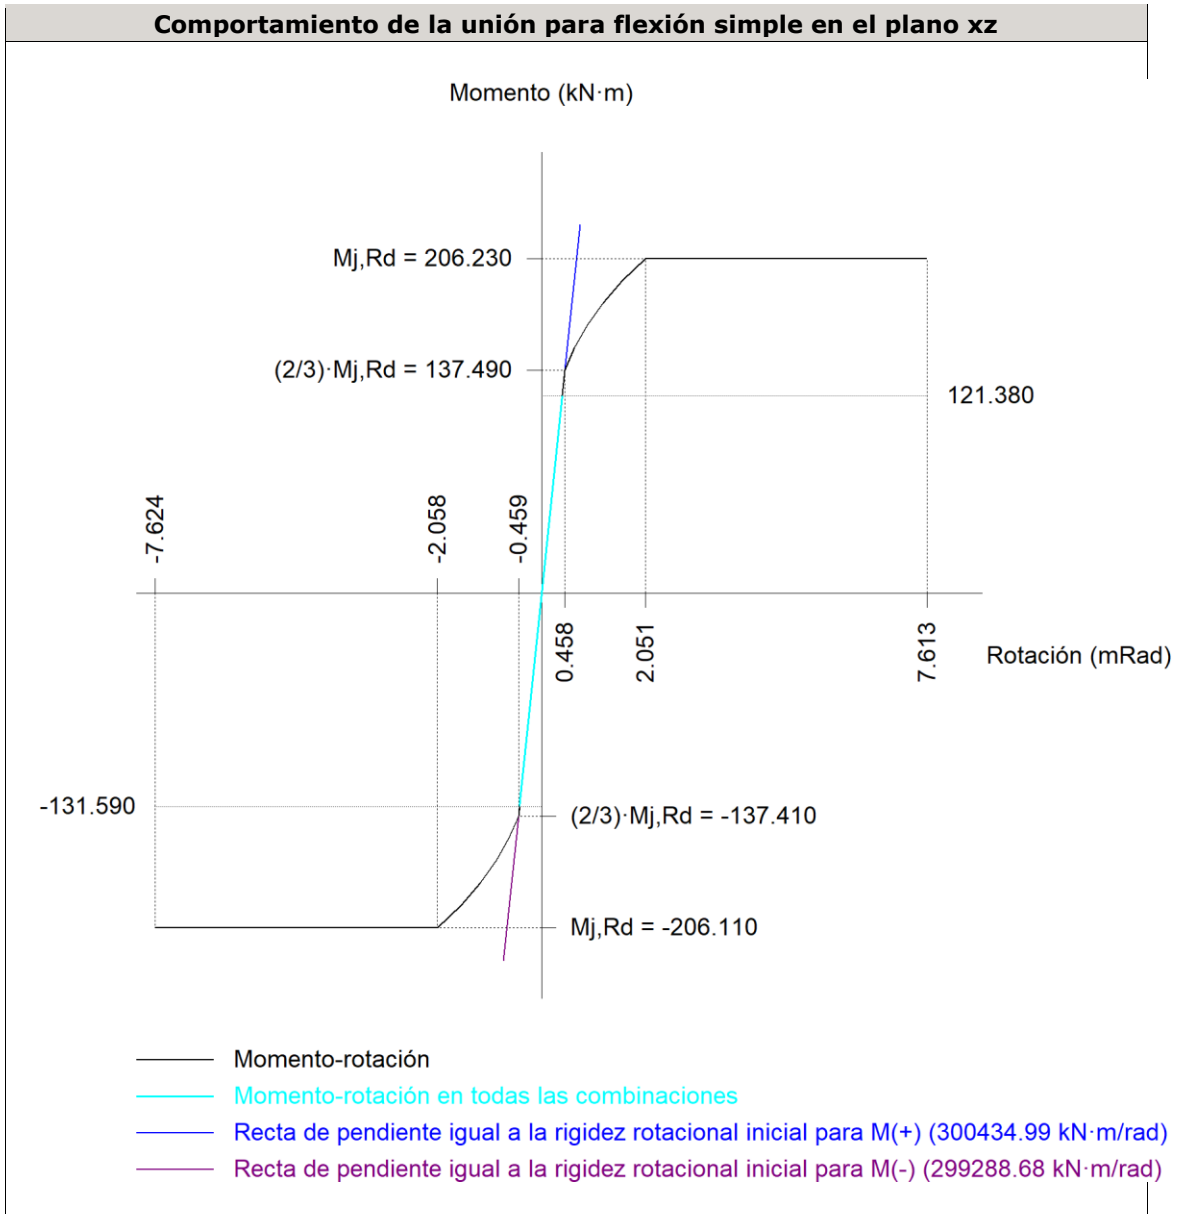 Comportamiento de la unión para flexión simple en el plano xz
Momento (kN·m)
Mj,Rd = 206.230
(2/3)·Mj,Rd = 137.490
121.380
-7.624
-2.058
-0.459
0.458
2.051
7.613
Rotación (mRad)
-131.590
(2/3)·Mj,Rd = -137.410
Mj,Rd = -206.110
Momento-rotación
Momento-rotación en todas las combinaciones
Recta de pendiente igual a la rigidez rotacional inicial para M(+) (300434.99 kN·m/rad)
Recta de pendiente igual a la rigidez rotacional inicial para M(-) (299288.68 kN·m/rad)